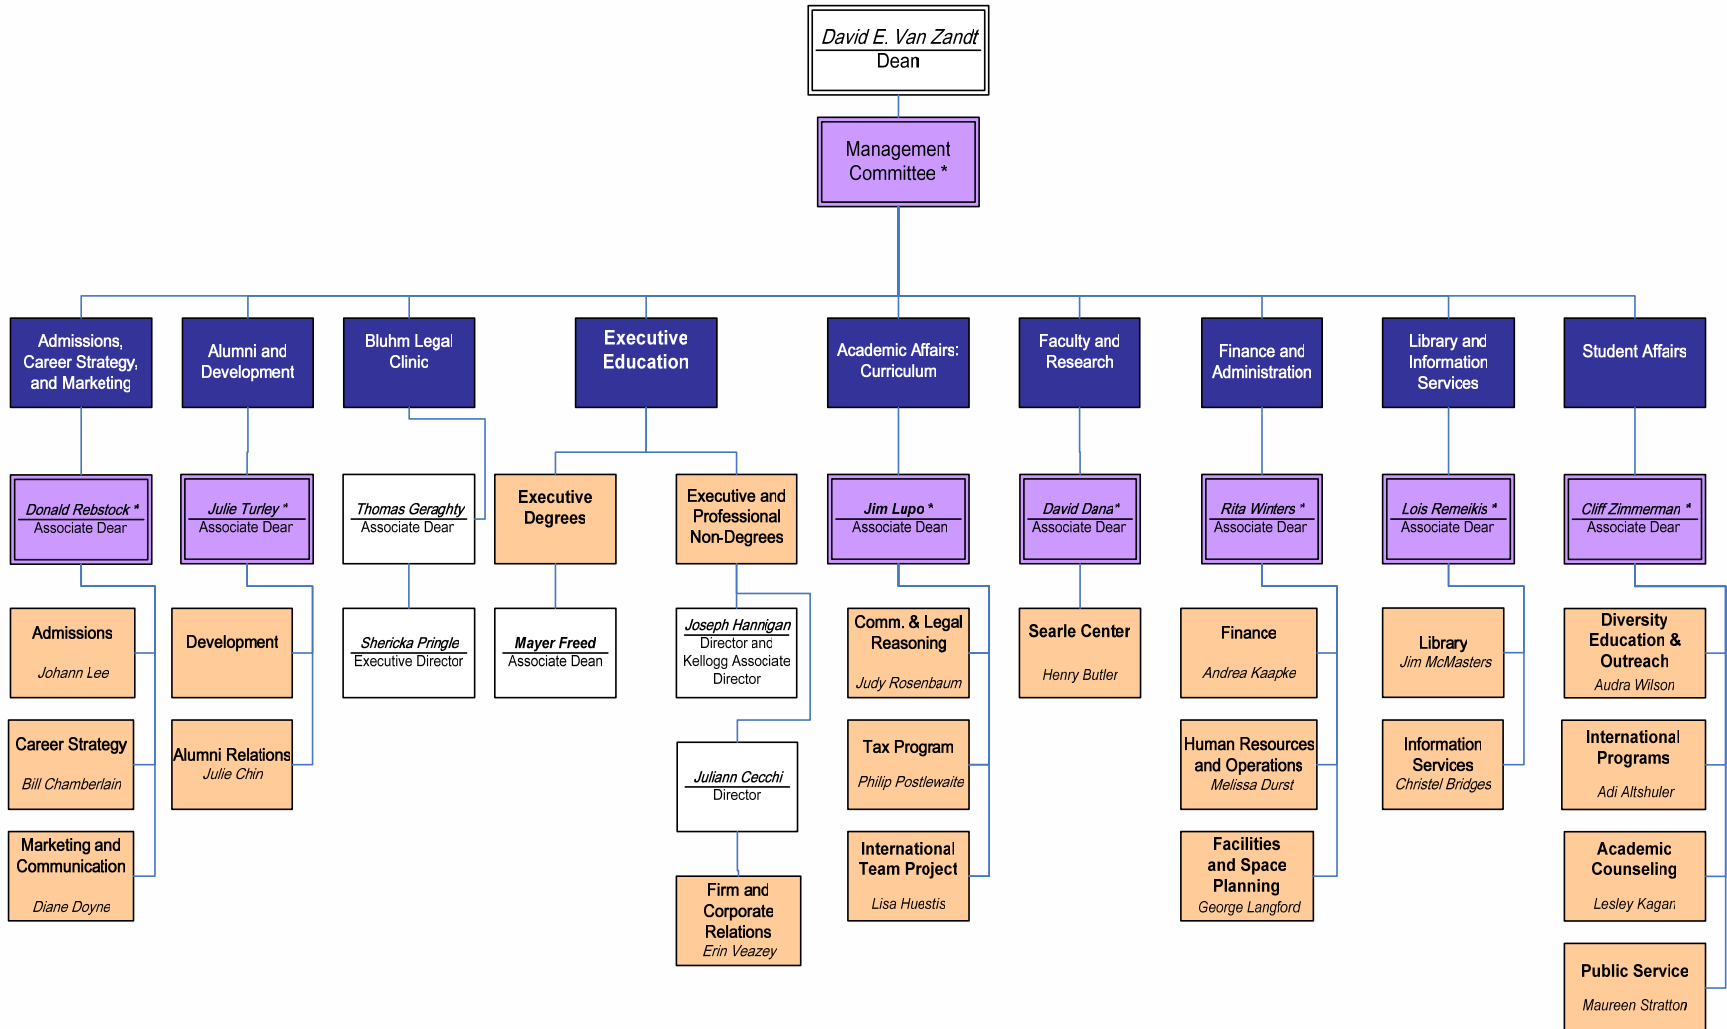 David E. Van Zandt
Dean
Management
Committee *
Admissions,
Career Strategy,
and Marketing
Alumni and
Development
Bluhm Legal
Clinic
Executive
Education
Academic Affairs:
Curriculum
Faculty and
Research
Finance and
Administration
Library and
Information
Services
Student Affairs
Donald Rebstock *
Associate Dean
Julie Turley *
Associate Dean
Thomas Geraghty
Associate Dean
Executive
Degrees
Executive and
Professional
Non-Degrees
Jim Lupo *
Associate Dean
David Dana*
Associate Dean
Rita Winters *
Associate Dean
Lois Remeikis *
Associate Dean
Cliff Zimmerman *
Associate Dean
Admissions
Johann Lee
Development
Shericka Pringle
Executive Director
Mayer Freed
Associate Dean
Joseph Hannigan
Director and
Kellogg Associate
Director
Comm. & Legal
Reasoning
Judy Rosenbaum
Searle Center
Henry Butler
Finance
Andrea Kaapke
Library
Jim McMasters
Diversity
Education &
Outreach
Audra Wilson
Career Strategy
Bill Chamberlain
Alumni Relations
Julie Chin
Juliann Cecchi
Director
Tax Program
Philip Postlewaite
Human Resources
and Operations
Melissa Durst
Information
Services
Christel Bridges
International
Programs
Adi Altshuler
Marketing and
Communication
Diane Doyne
Firm and
Corporate
Relations
Erin Veazey
International
Team Project
Lisa Huestis
Facilities
and Space
Planning
George Langford
Academic
Counseling
Lesley Kagan
Public Service
Maureen Stratton